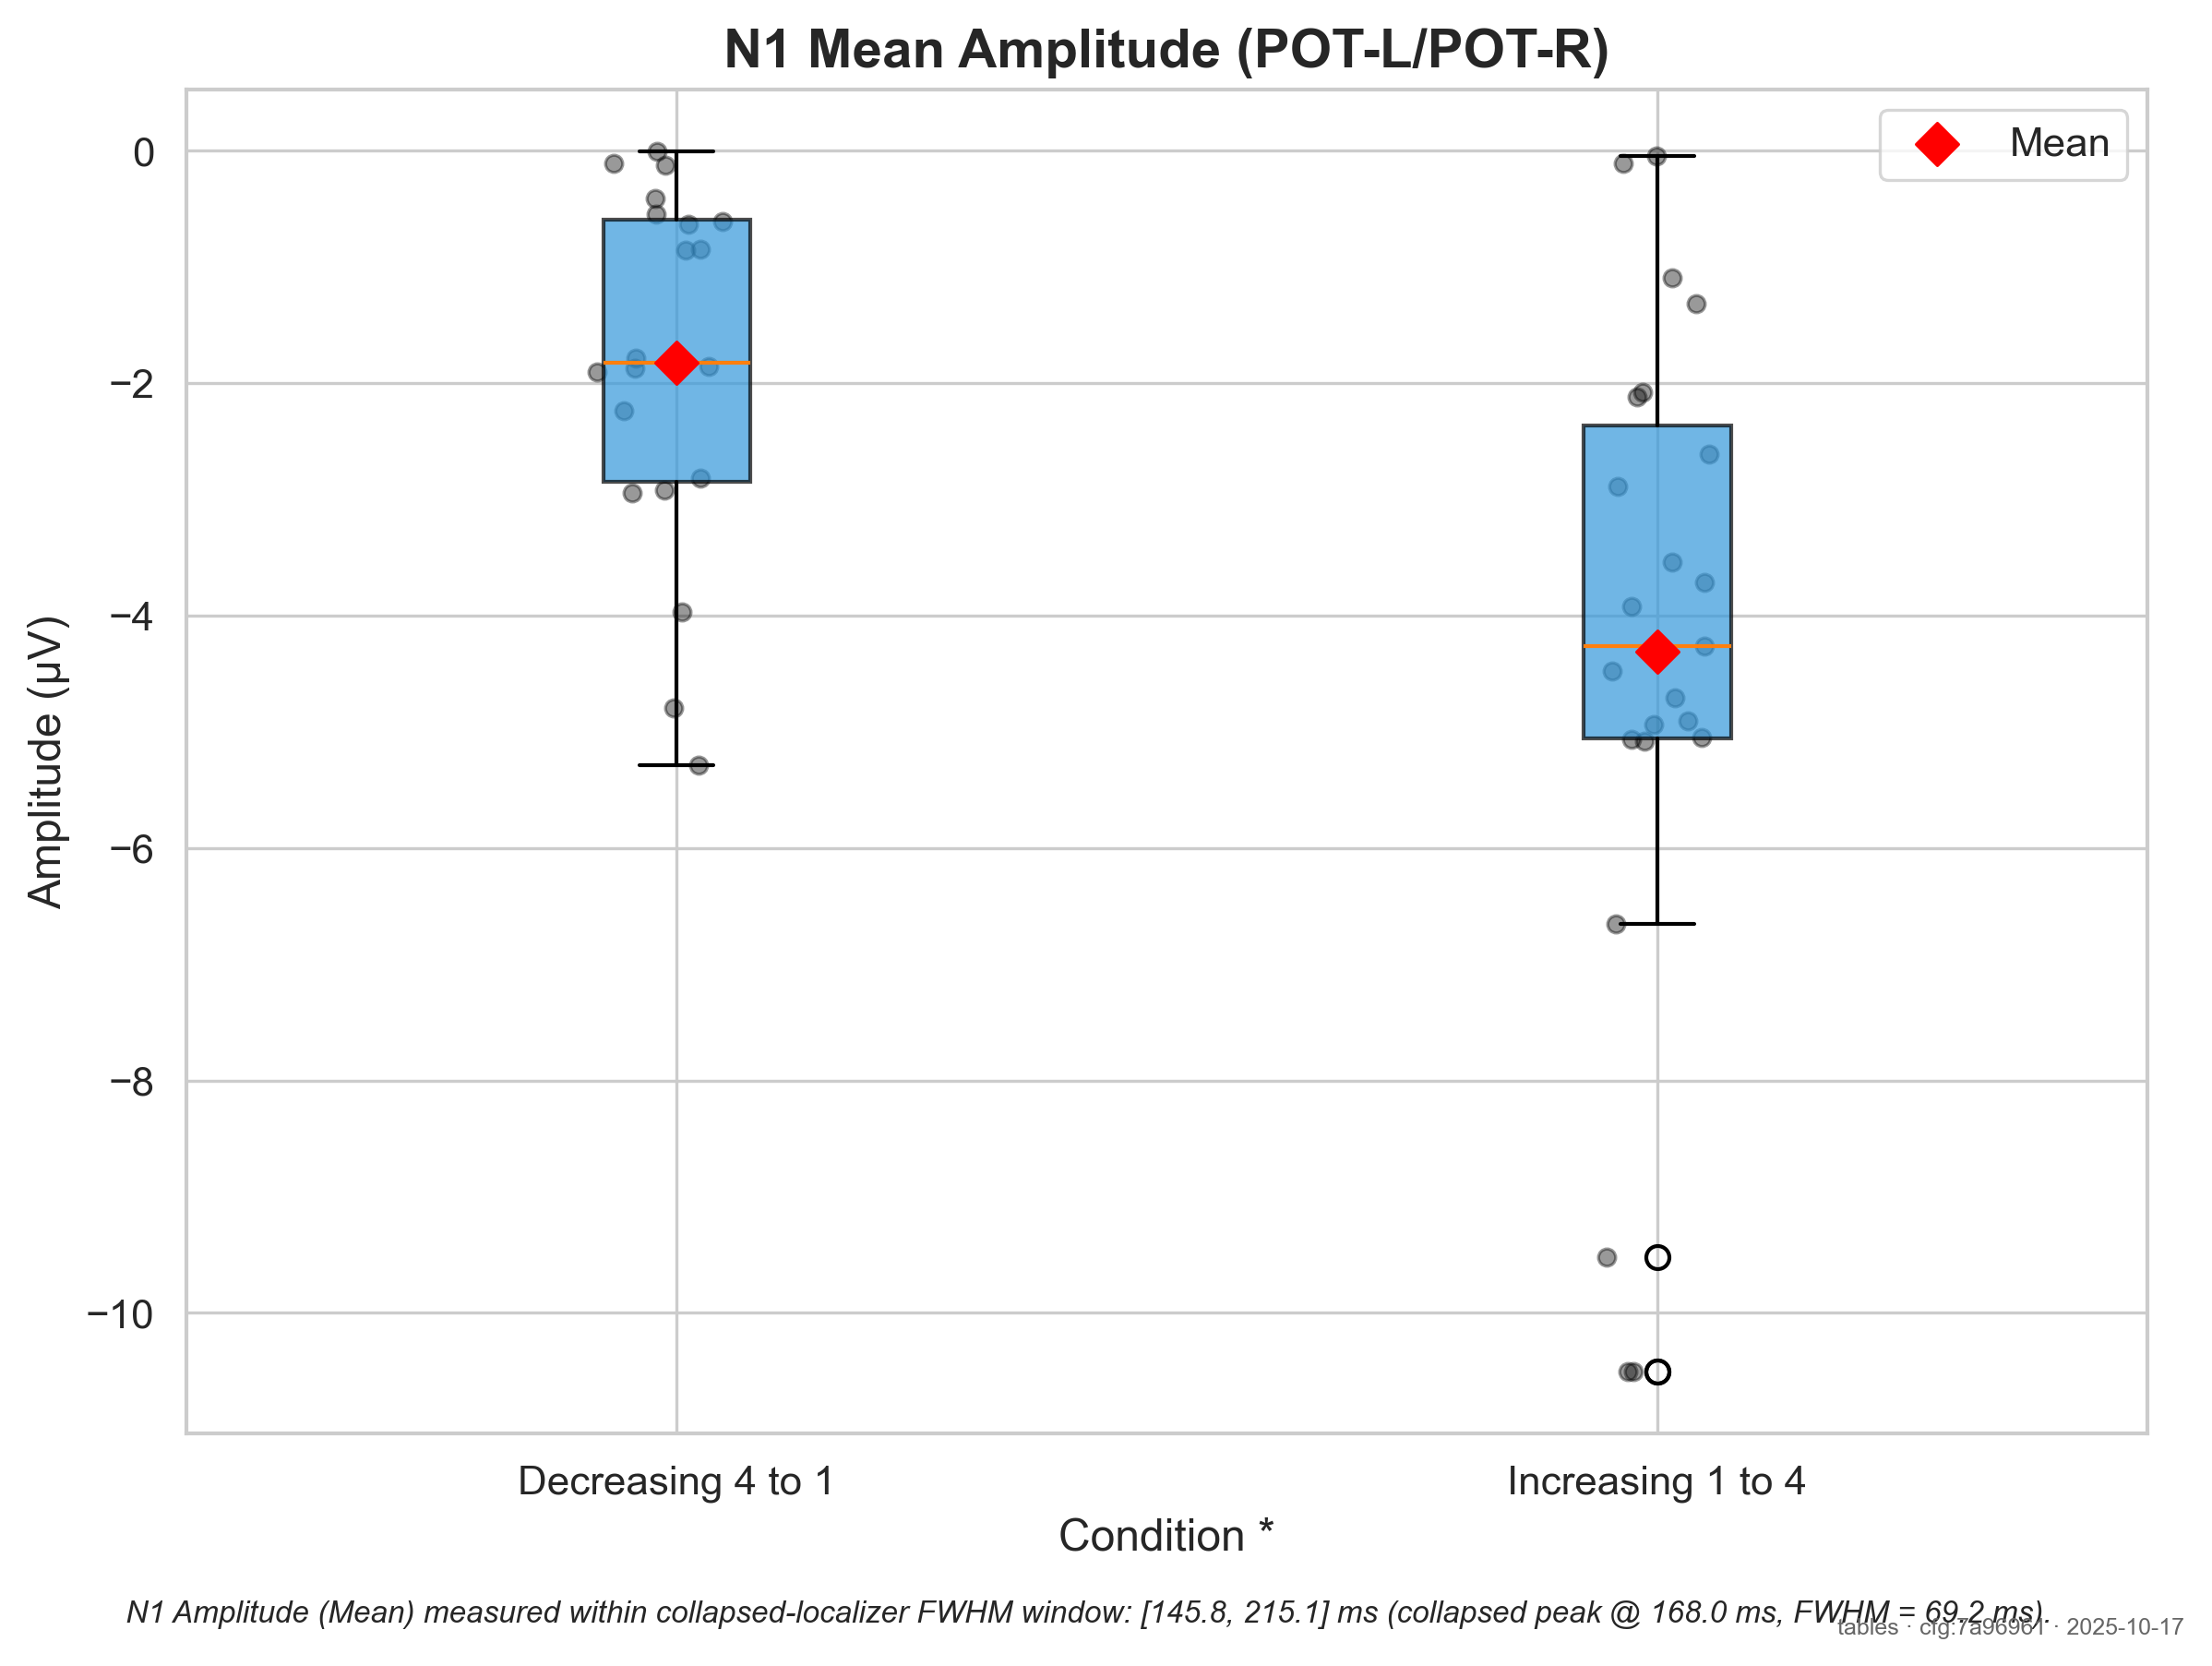 N1 Mean Amplitude (POT-L/POT-R)
Mean
0
−2
−4
−6
−8
−10
Amplitude (µV)
Decreasing 4 to 1
Increasing 1 to 4
Condition *
N1 Amplitude (Mean) measured within collapsed-localizer FWHM window: [145.8, 215.1] ms (collapsed peak @ 168.0 ms, FWHM = 69.2 ms).
tables · cfg:7a96961 · 2025-10-17